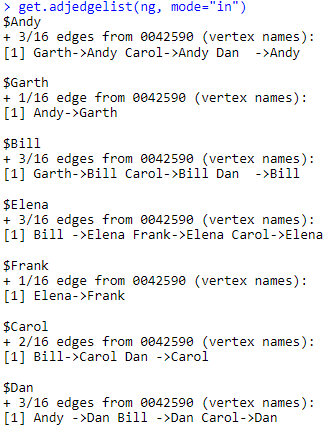 > get.adjedgelist(ng, mode="in")
$Andy
+ 3/16 edges from 0042590 (vertex names):
[1] Garth->Andy Carol->Andy Dan  ->Andy
$Garth
+ 1/16 edge from 0042590 (vertex names):
[1] Andy->Garth
$Bill
+ 3/16 edges from 0042590 (vertex names):
[1] Garth->Bill Carol->Bill Dan  ->Bill
$Elena
+ 3/16 edges from 0042590 (vertex names):
[1] Bill ->Elena Frank->Elena Carol->Elena
$Frank
+ 1/16 edge from 0042590 (vertex names):
[1] Elena->Frank
$Carol
+ 2/16 edges from 0042590 (vertex names):
[1] Bill->Carol Dan ->Carol
$Dan
+ 3/16 edges from 0042590 (vertex names):
[1] Andy ->Dan Bill ->Dan Carol->Dan